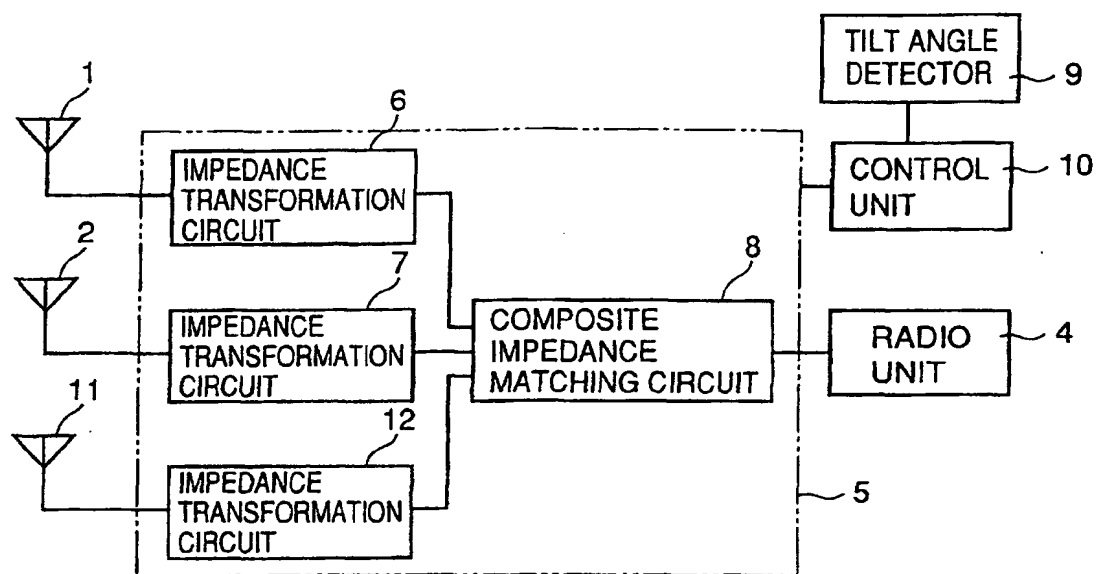 TILT ANGLE
DETECTOR
9
1
6
IMPEDANCE
TRANSFORMATION
CIRCUIT
CONTROL
UNIT
10
2
7
IMPEDANCE
TRANSFORMATION
CIRCUIT
8
COMPOSITE
IMPEDANCE
MATCHING CIRCUIT
RADIO
UNIT
4
11
12
IMPEDANCE
TRANSFORMATION
CIRCUIT
5